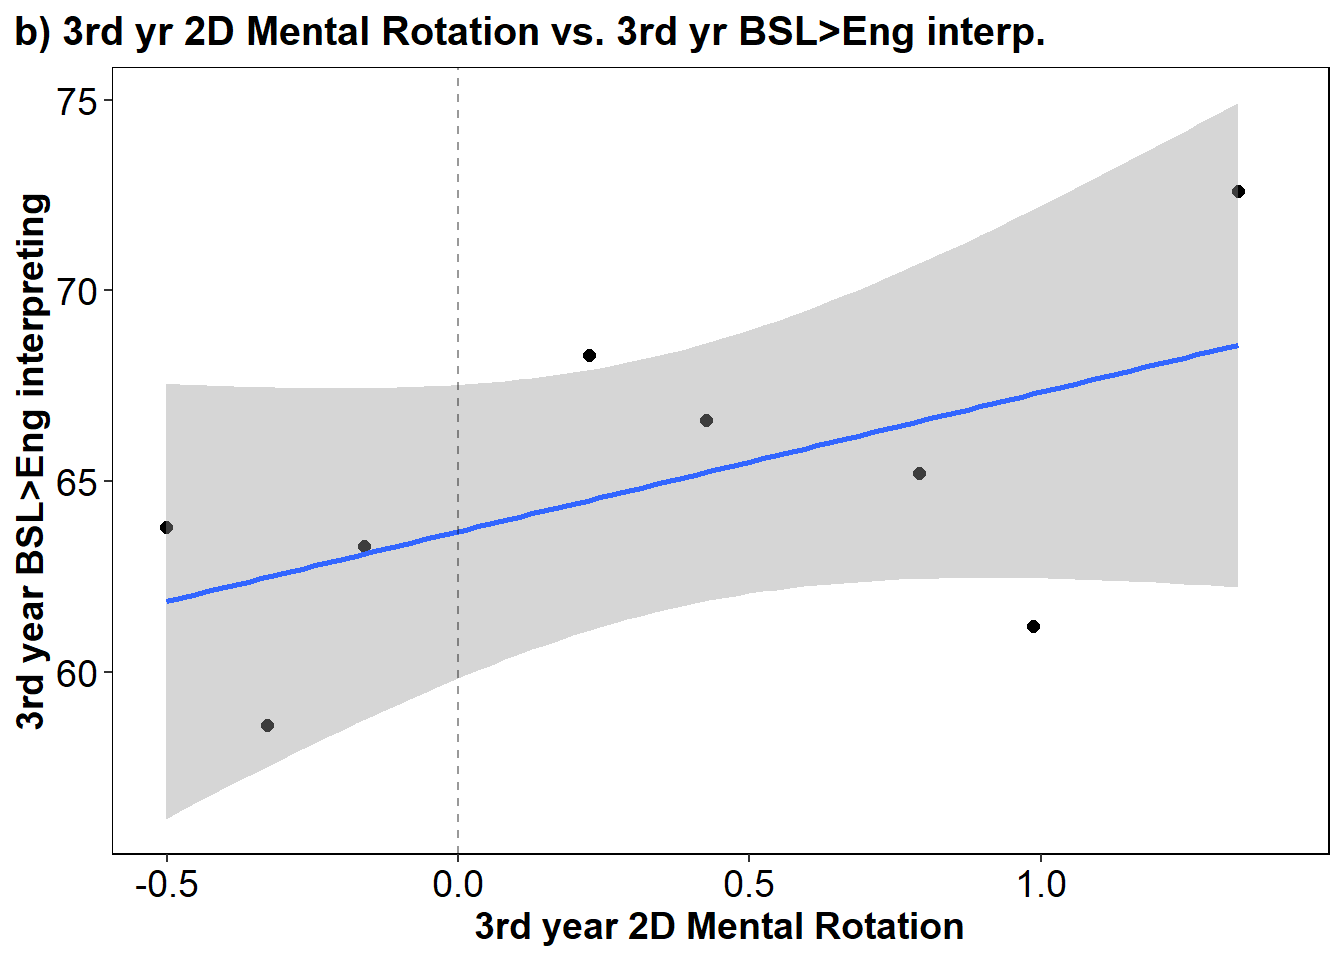 b) 3rd yr 2D Mental Rotation vs. 3rd yr BSL>Eng interp.
3rd year BSL>Eng interpreting
75
70
65
60
-0.5 0.0 0.5 1.0
3rd year 2D Mental Rotation